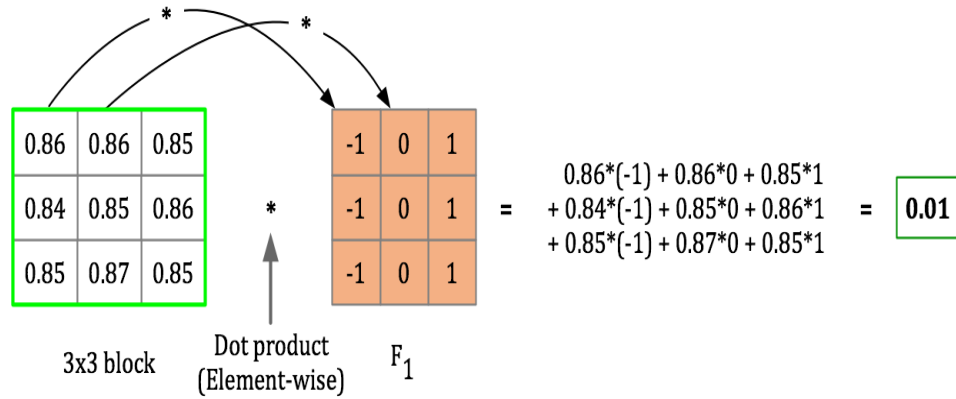 * *
0.86 0.86 0.85 -1 0 1
0.84 0.85 0.86 * -1 0 1
0.85 0.87 0.85 -1 0 1
= 0.86*(-1) + 0.86*0 + 0.85*1
+ 0.84*(-1) + 0.85*0 + 0.86*1
+ 0.85*(-1) + 0.87*0 + 0.85*1
= 0.01
3x3 block
Dot product
(Element-wise)
F1